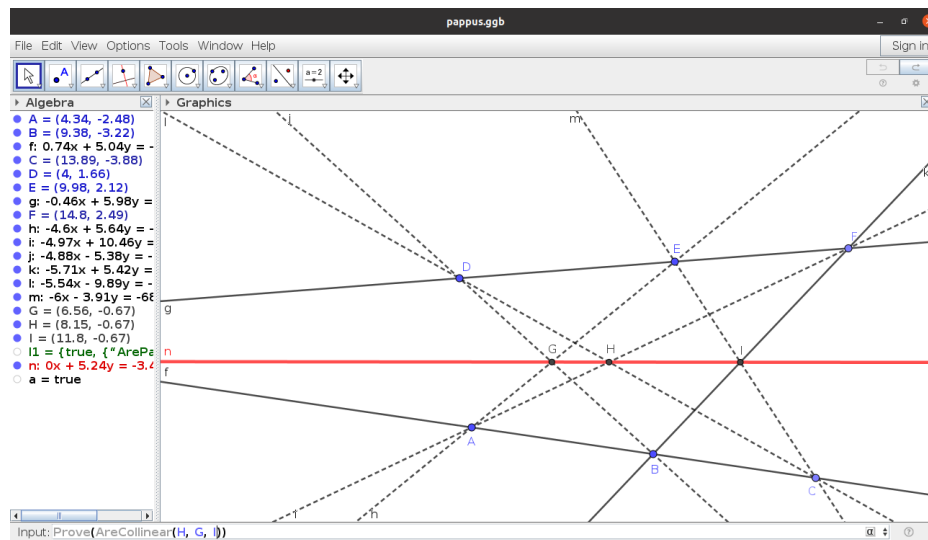 pappus.ggb
File Edit View Options Tools Window Help
Sign in
A
a=2
Algebra
Graphics
A = (4.34, -2.48)
B = (9.38, -3.22)
f: 0.74x + 5.04y = -
C = (13.89, -3.88)
D = (4, 1.66)
E = (9.98, 2.12)
g: -0.46x + 5.98y =
F = (14.8, 2.49)
h: -4.6x + 5.64y = -
i: -4.97x + 10.46y =
j: -4.88x - 5.38y = -
k: -5.71x + 5.42y =
l: -5.54x - 9.89y = -
m: -6x - 3.91y = -68
G = (6.56, -0.67)
H = (8.15, -0.67)
I = (11.8, -0.67)
l1 = {true, {"ArePa
n: 0x + 5.24y = -3.4
a = true
l
j
m
k
D
E
F
g
n
G
H
I
f
A
B
C
i
h
Input: Prove(AreCollinear(H, G, I))
α